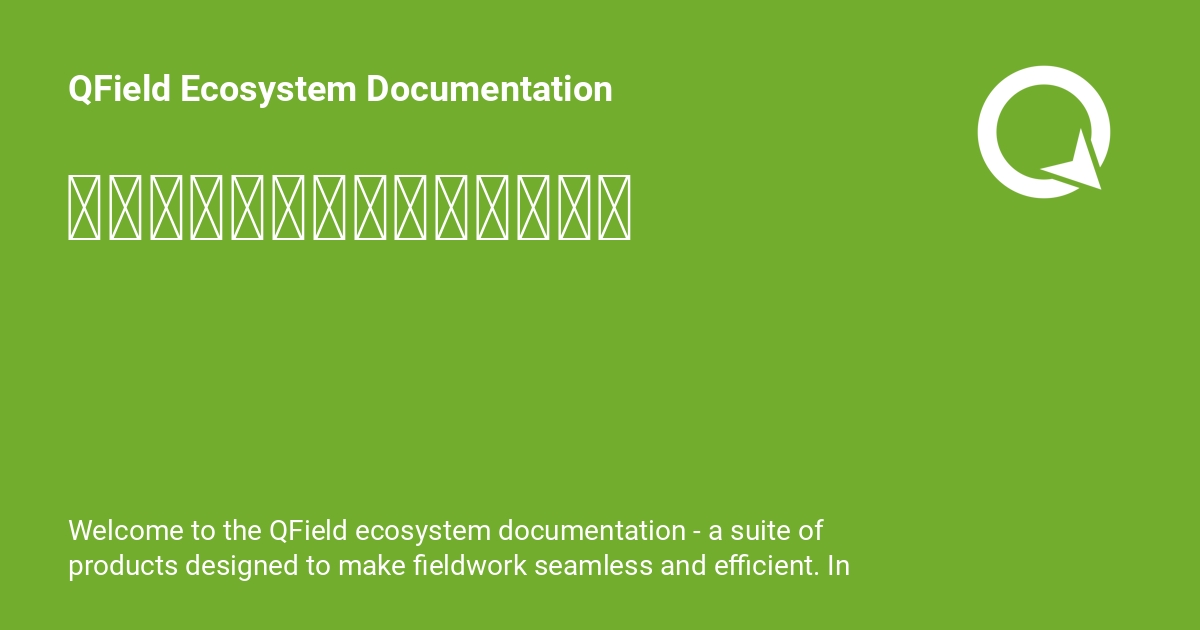 QField Ecosystem Documentation
Welcome to the QField ecosystem documentation - a suite of
products designed to make fieldwork seamless and efficient. In